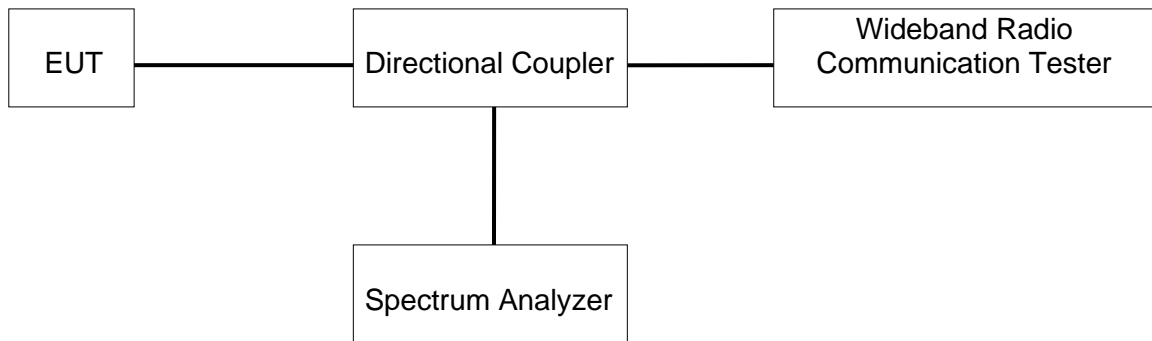 EUT
Directional Coupler
Wideband Radio
Communication Tester
Spectrum Analyzer